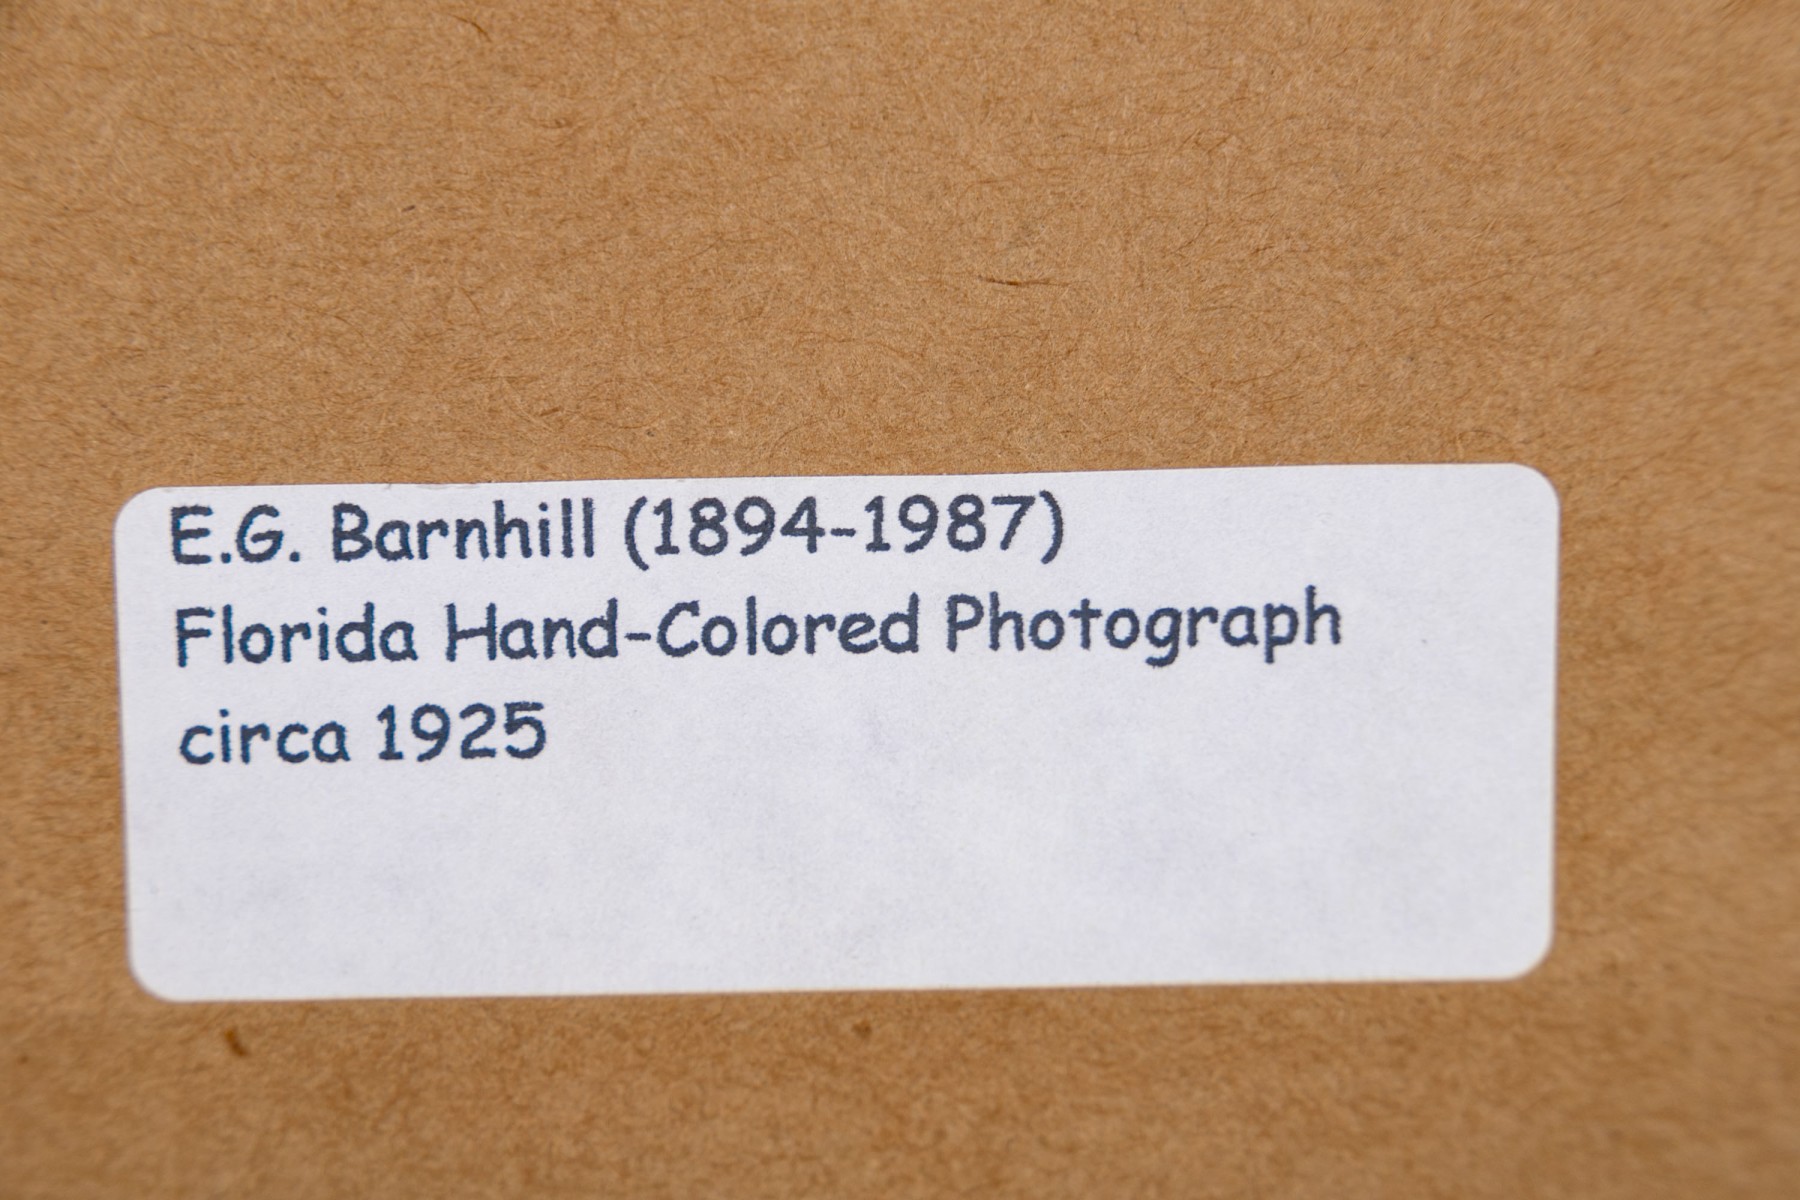 E.G. Barnhill (1894-1987)
Florida Hand-Colored Photograph
circa 1925